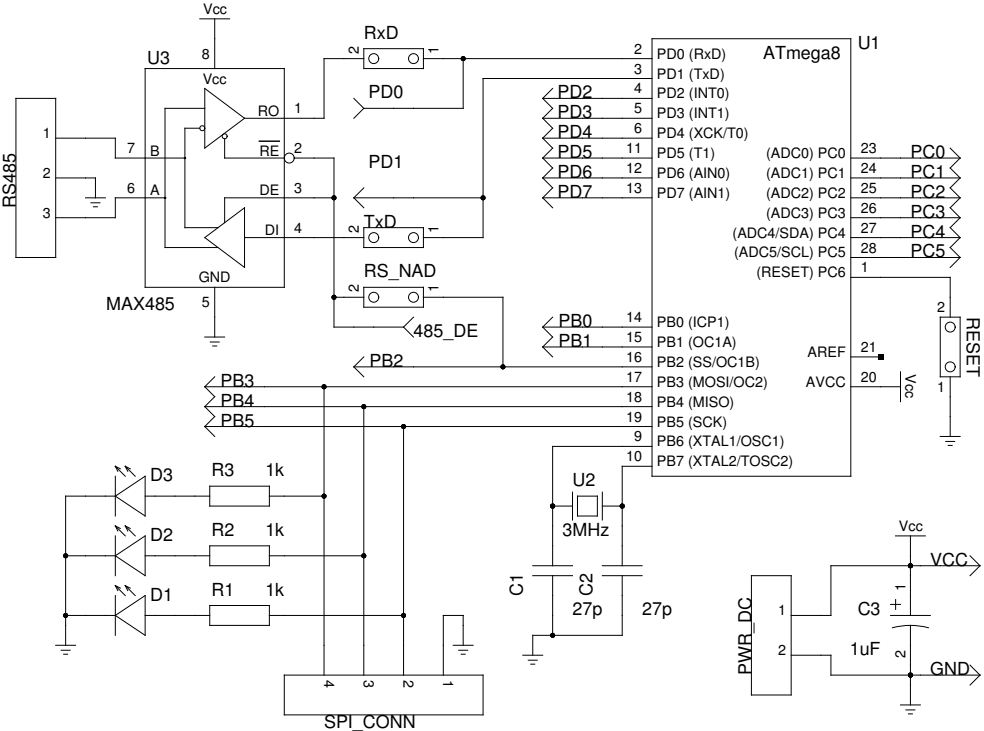 Vcc
8
U3
Vcc
RO
1
RE
2
DE
3
DI
4
7
B
6
A
GND
5
MAX485
RS485
1
2
3
RxD
2
1
PD0
PD1
TxD
2
1
RS_NAD
2
1
485_DE
PB2
PB3
PB4
PB5
U1
ATmega8
2
PD0 (RxD)
3
PD1 (TxD)
PD2
4
PD2 (INT0)
PD3
5
PD3 (INT1)
PD4
6
PD4 (XCK/T0)
PD5
11
PD5 (T1)
PD6
12
PD6 (AIN0)
PD7
13
PD7 (AIN1)
(ADC0) PC0
23
PC0
(ADC1) PC1
24
PC1
(ADC2) PC2
25
PC2
(ADC3) PC3
26
PC3
(ADC4/SDA) PC4
27
PC4
(ADC5/SCL) PC5
28
PC5
(RESET) PC6
1
PB0
14
PB0 (ICP1)
PB1
15
PB1 (OC1A)
16
PB2 (SS/OC1B)
17
PB3 (MOSI/OC2)
18
PB4 (MISO)
19
PB5 (SCK)
9
PB6 (XTAL1/OSC1)
10
PB7 (XTAL2/TOSC2)
AREF
21
AVCC
20
Vcc
2
1
RESET
D3
R3
1k
D2
R2
1k
D1
R1
1k
4
3
2
1
SPI_CONN
U2
3MHz
C1
27p
C2
27p
Vcc
VCC
PWR_DC
1
2
C3
+
1
1uF
2
GND